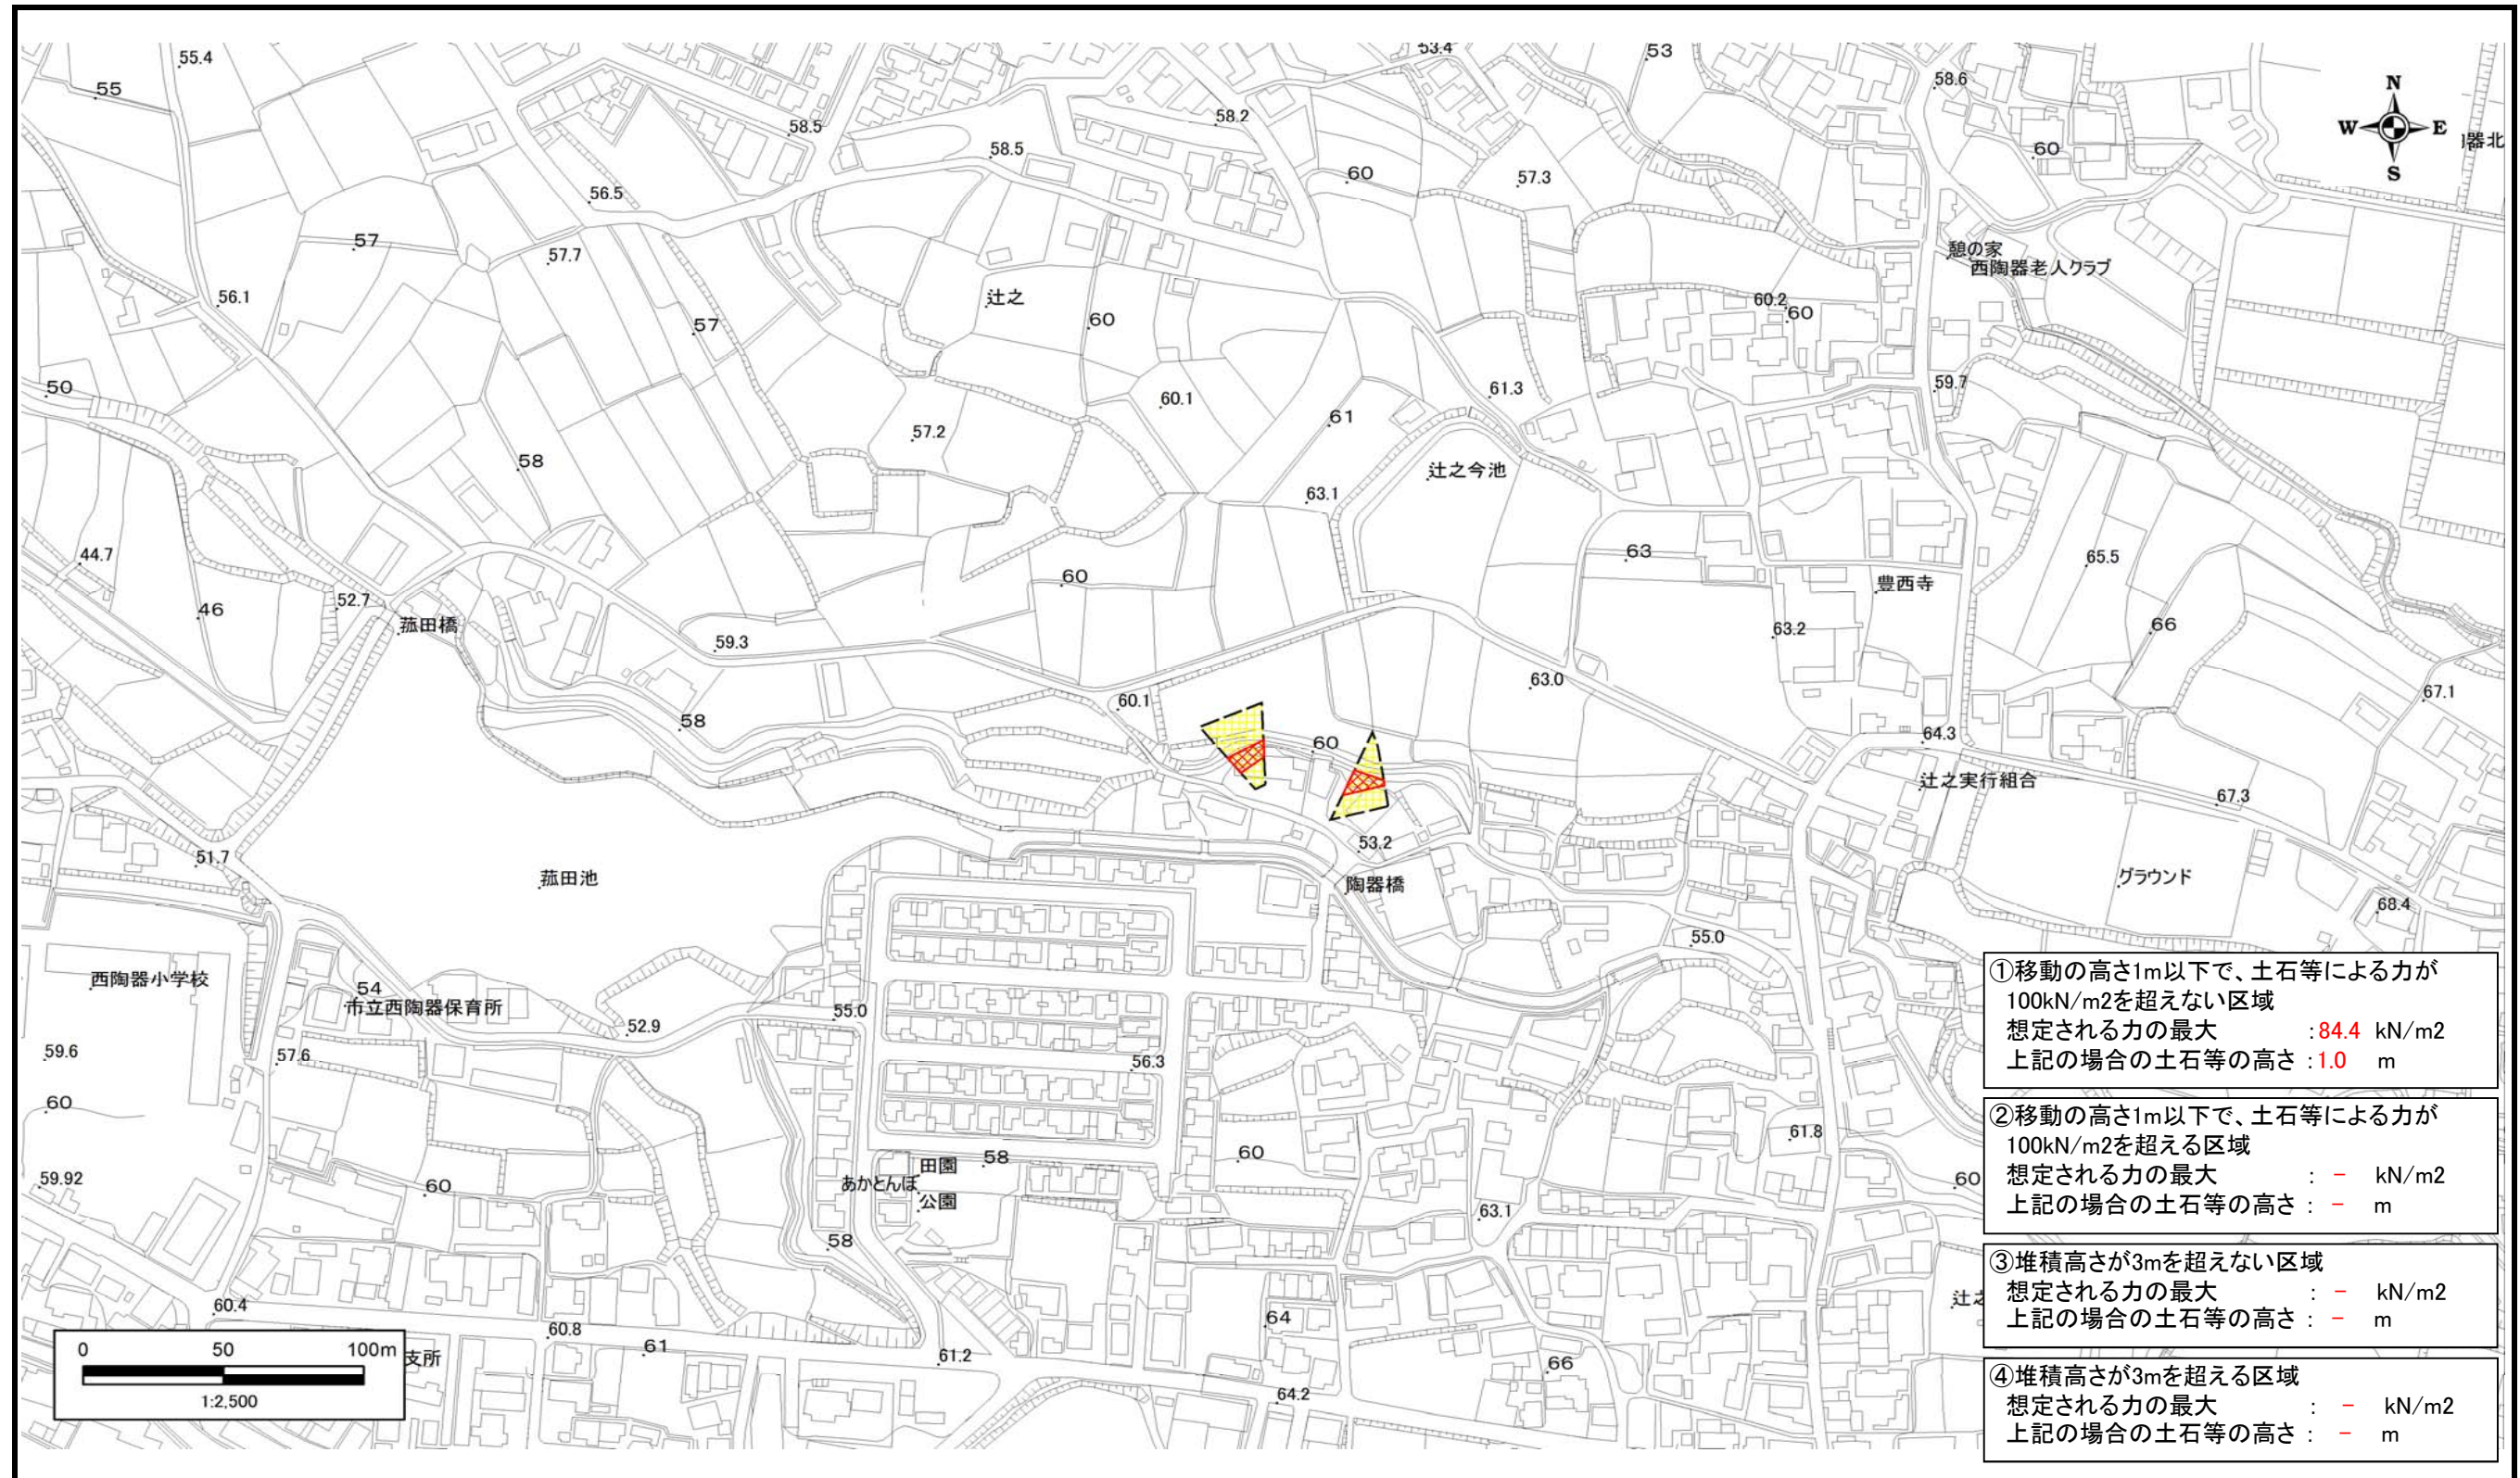 55.4
53.4
53
55
58.6
N
58.2
58.5
W
E
器北
58.5
60
60
57.3
S
56.5
57
57.7
憩の家
西陶器老人クラブ
56.1
辻之
60.2
60
57
60
50
59.7
61.3
60.1
61
57.2
58
辻之今池
63.1
44.7
63
65.5
60
豊西寺
46
52.7
菰田橋
63.2
66
59.3
63.0
60.1
67.1
58
60
64.3
辻之実行組合
67.3
53.2
51.7
菰田池
陶器橋
グラウンド
68.4
55.0
西陶器小学校
54
市立西陶器保育所
55.0
52.9
59.6
57.6
56.3
60
61.8
60
田園
58
あかとんぼ
公園
59.92
60
60
63.1
58
辻之
60.4
64
60.8
61
61.2
支所
66
64.2
0 50 100m
1:2,500
①移動の高さ1m以下で、土石等による力が
100kN/m2を超えない区域
想定される力の最大 :84.4 kN/m2
上記の場合の土石等の高さ :1.0 m
②移動の高さ1m以下で、土石等による力が
100kN/m2を超える区域
想定される力の最大 : − kN/m2
上記の場合の土石等の高さ : − m
③堆積高さが3mを超えない区域
想定される力の最大 : − kN/m2
上記の場合の土石等の高さ : − m
④堆積高さが3mを超える区域
想定される力の最大 : − kN/m2
上記の場合の土石等の高さ : − m